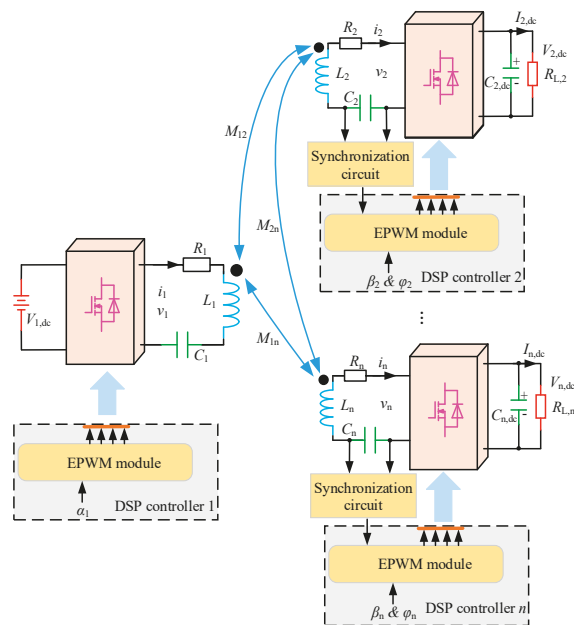 R2 i2 I2,dc
V2,dc
L2 v2 C2,dc + - RL,2
C2
M12
Synchronization
circuit
M2n
EPWM module
β2 & φ2 DSP controller 2
...
R1
i1 L1
V1,dc v1
C1
M1n
EPWM module
α1 DSP controller 1
Rn in In,dc
Vn,dc
Ln vn Cn,dc + - RL,n
Cn
Synchronization
circuit
EPWM module
βn & φn DSP controller n